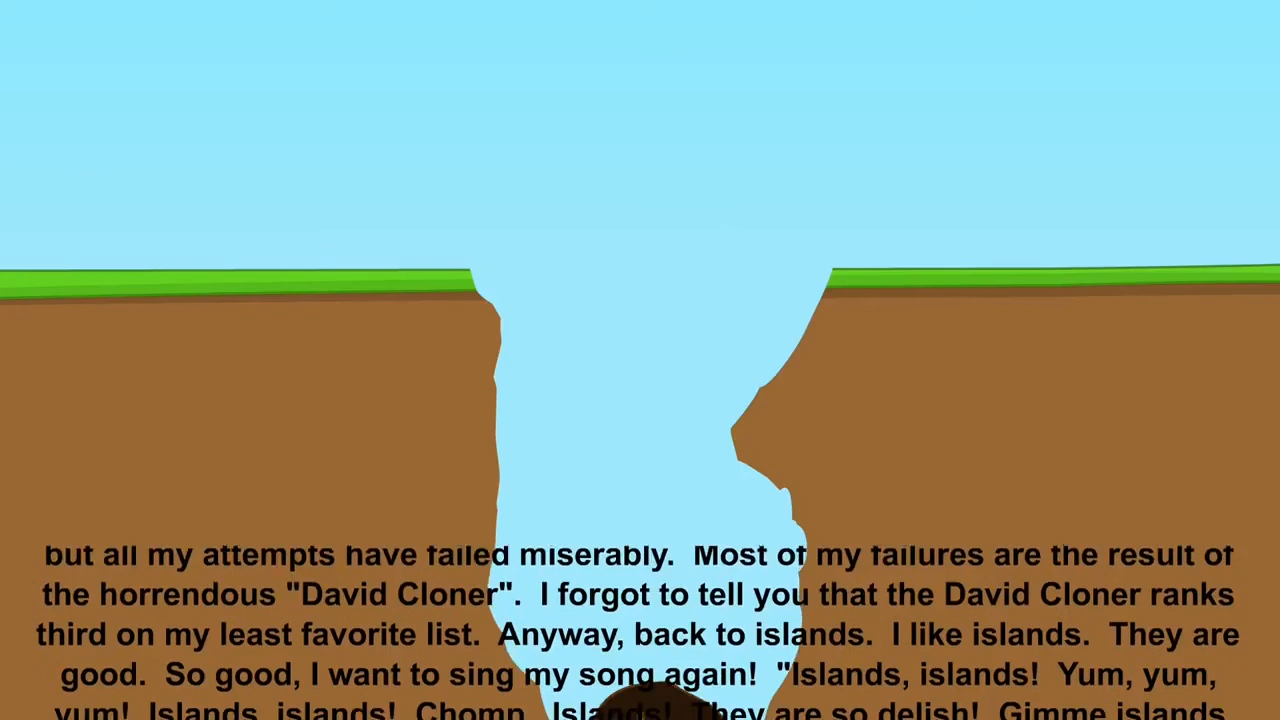 but all my attempts have failed miserably.  Most of my failures are the result of
the horrendous "David Cloner".  I forgot to tell you that the David Cloner ranks
third on my least favorite list.  Anyway, back to islands.  I like islands.  They are
good.  So good, I want to sing my song again!  "Islands, islands!  Yum, yum,
yum!  Islands, islands!  Chomp.  Islands!  They are so delish!  Gimme islands